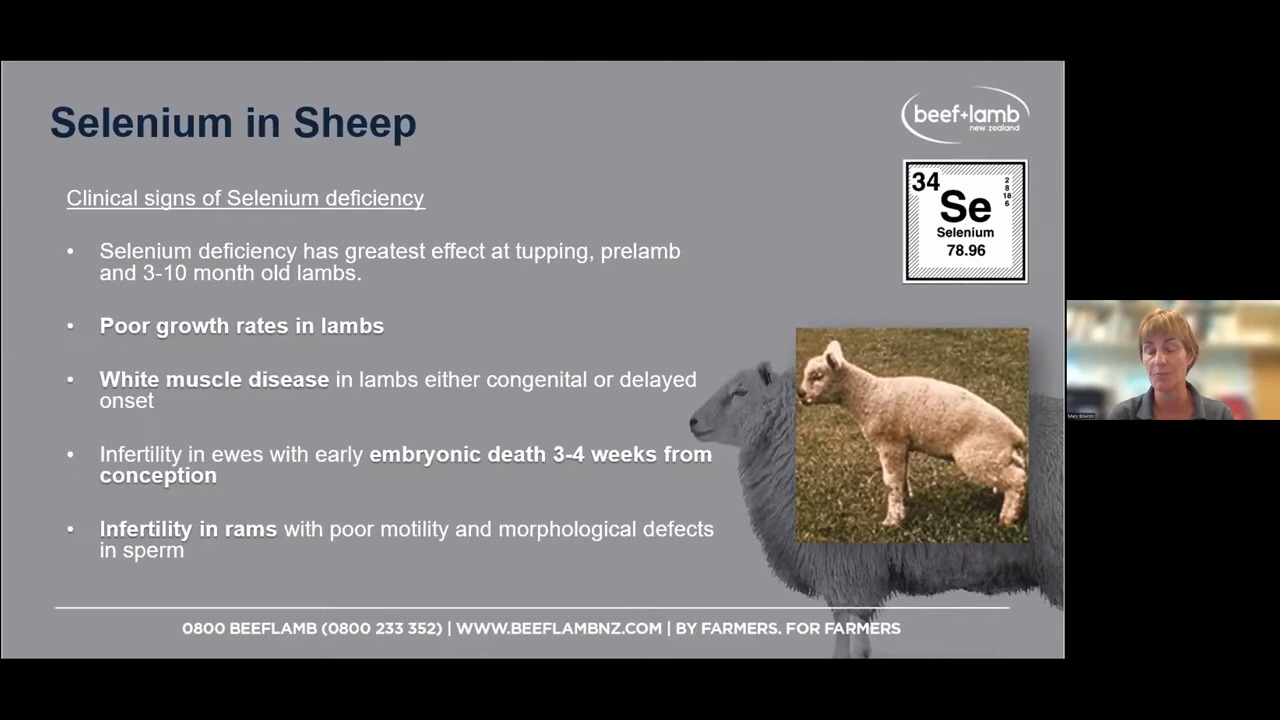 Selenium in Sheep
beef+lamb
new zealand
34
2
8
18
6
Se
Selenium
78.96
Clinical signs of Selenium deficiency
• Selenium deficiency has greatest effect at tupping, prelamb
and 3-10 month old lambs.
• Poor growth rates in lambs
• White muscle disease in lambs either congenital or delayed
onset
• Infertility in ewes with early embryonic death 3-4 weeks from
conception
• Infertility in rams with poor motility and morphological defects
in sperm
0800 BEEFLAMB (0800 233 352) | WWW.BEEFLAMBNZ.COM | BY FARMERS. FOR FARMERS